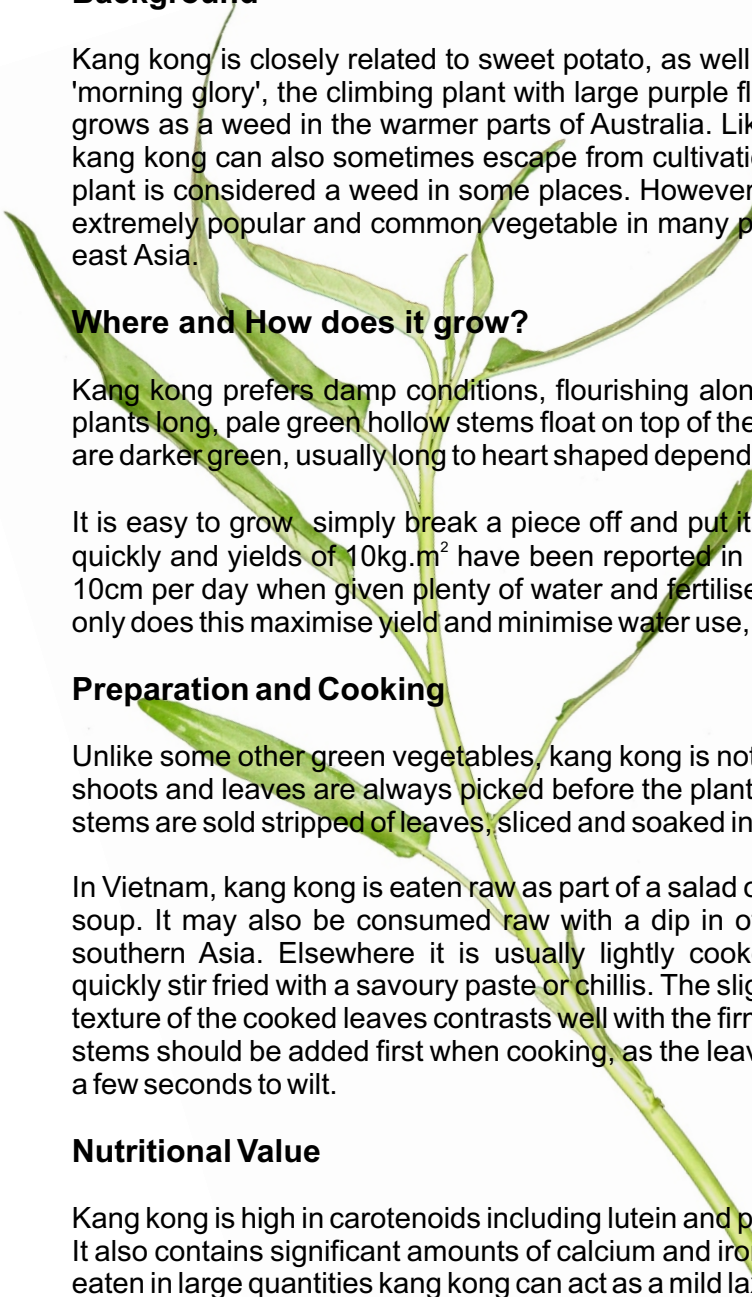 Background
Kang kong is closely related to sweet potato, as well
'morning glory', the climbing plant with large purple
grows as a weed in the warmer parts of Australia.
kang kong can also sometimes escape from
plant is considered a weed in some places. However
extremely popular and common vegetable in many
east Asia.
Where and How does it grow?
Kang kong prefers damp conditions, flourishing
plants long, pale green hollow stems float on top of the
are darker green, usually long to heart shaped
It is easy to grow simply break a piece off and put it
quickly and yields of 10kg.m² have been reported in
10cm per day when given plenty of water and
only does this maximise yield and minimise water use,
Preparation and Cooking
Unlike some other green vegetables, kang kong is not
shoots and leaves are always picked before the plant
stems are sold stripped of leaves, sliced and soaked in
In Vietnam, kang kong is eaten raw as part of a salad
soup. It may also be consumed raw with a dip in
southern Asia. Elsewhere it is usually lightly
quickly stir fried with a savoury paste or chillis. The
texture of the cooked leaves contrasts well with the
stems should be added first when cooking, as the
a few seconds to wilt.
Nutritional Value
Kang kong is high in carotenoids including lutein and
It also contains significant amounts of calcium and
eaten in large quantities kang kong can act as a mild